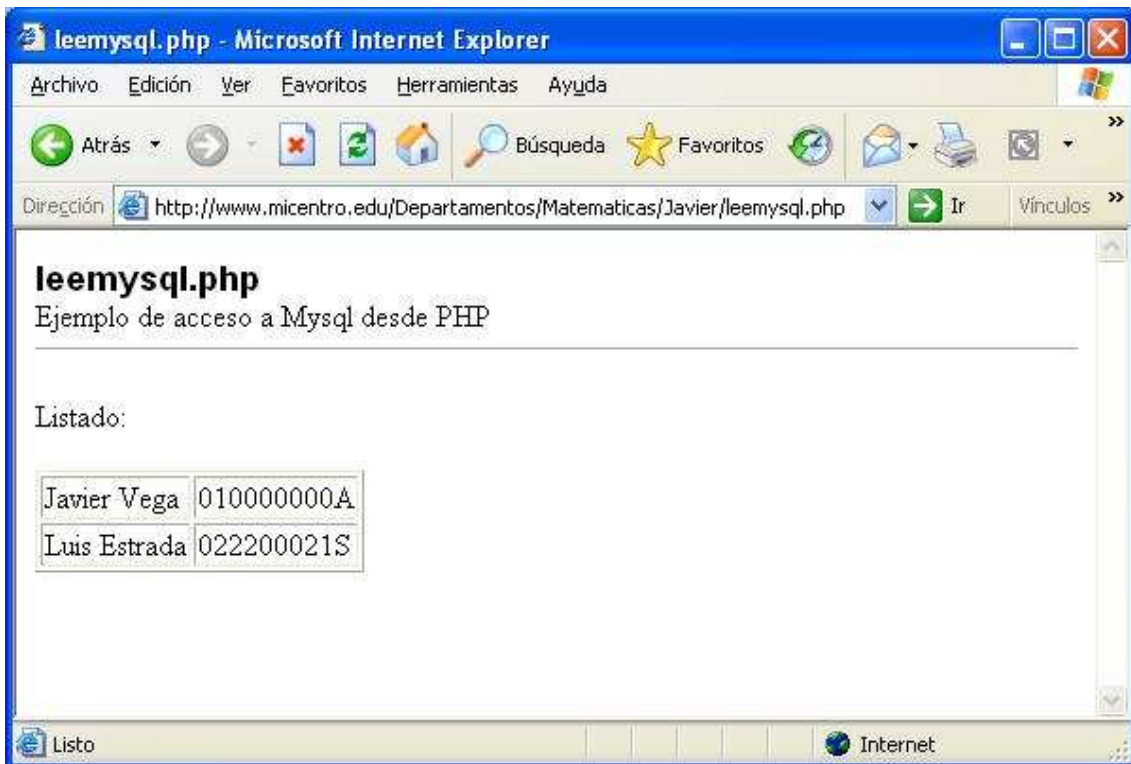 leemysql.php - Microsoft Internet Explorer
Archivo Edición Ver Favoritos Herramientas Ayuda
Atrás Búsqueda Favoritos »
Dirección http://www.micentro.edu/Departamentos/Matematicas/Javier/leemysql.php Ir Vínculos »
leemysql.php
Ejemplo de acceso a Mysql desde PHP
Listado:
Javier Vega 010000000A
Luis Estrada 022200021S
Listo Internet